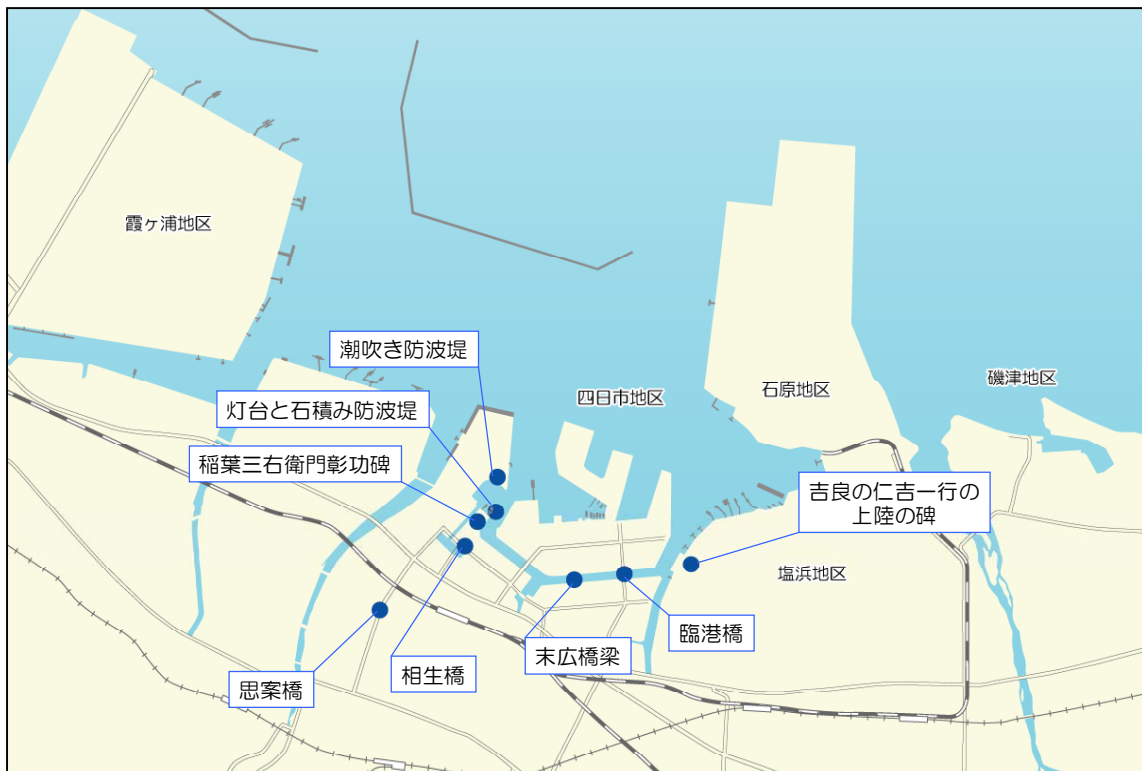 霞ヶ浦地区
潮吹き防波堤
四日市地区
石原地区
磯津地区
灯台と石積み防波堤
稲葉三右衛門彰功碑
吉良の仁吉一行の
上陸の碑
塩浜地区
臨港橋
末広橋梁
相生橋
思案橋